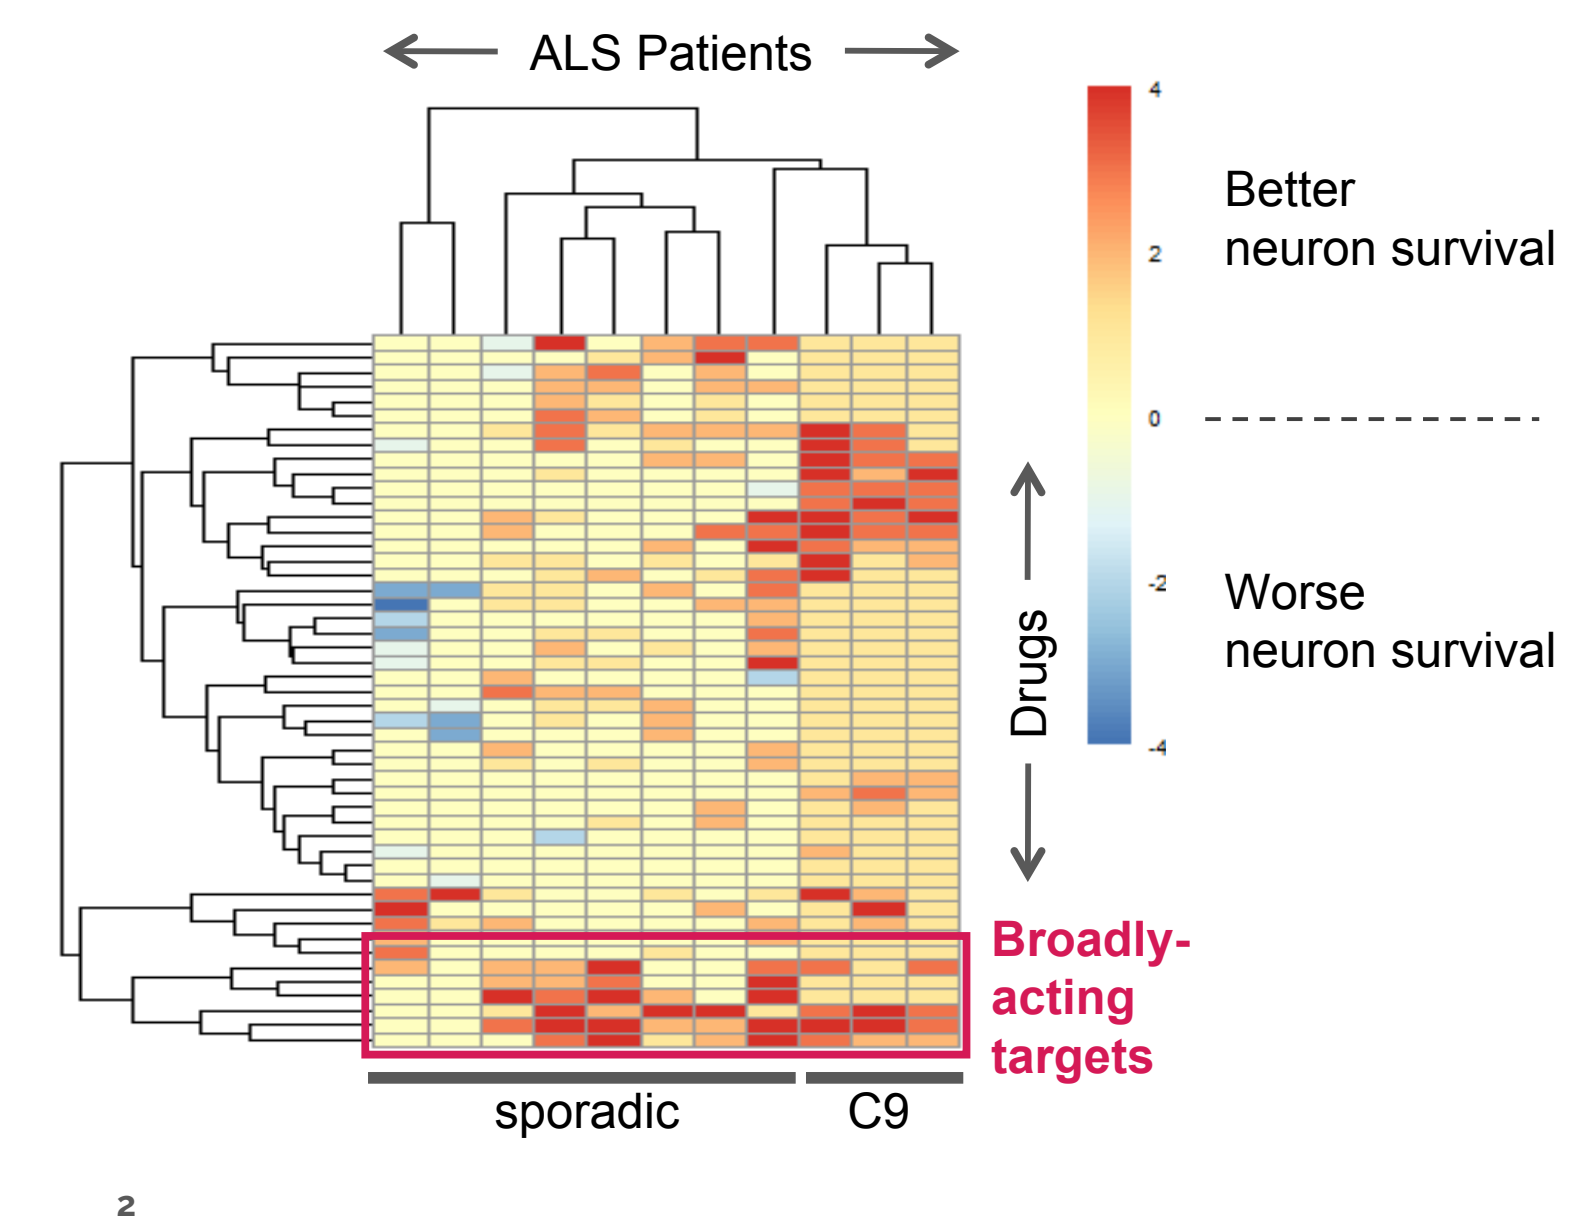 ALS Patients
4
2
0
-2
-4
Better
neuron survival
Worse
neuron survival
Drugs
Broadly-
acting
targets
sporadic
C9
2